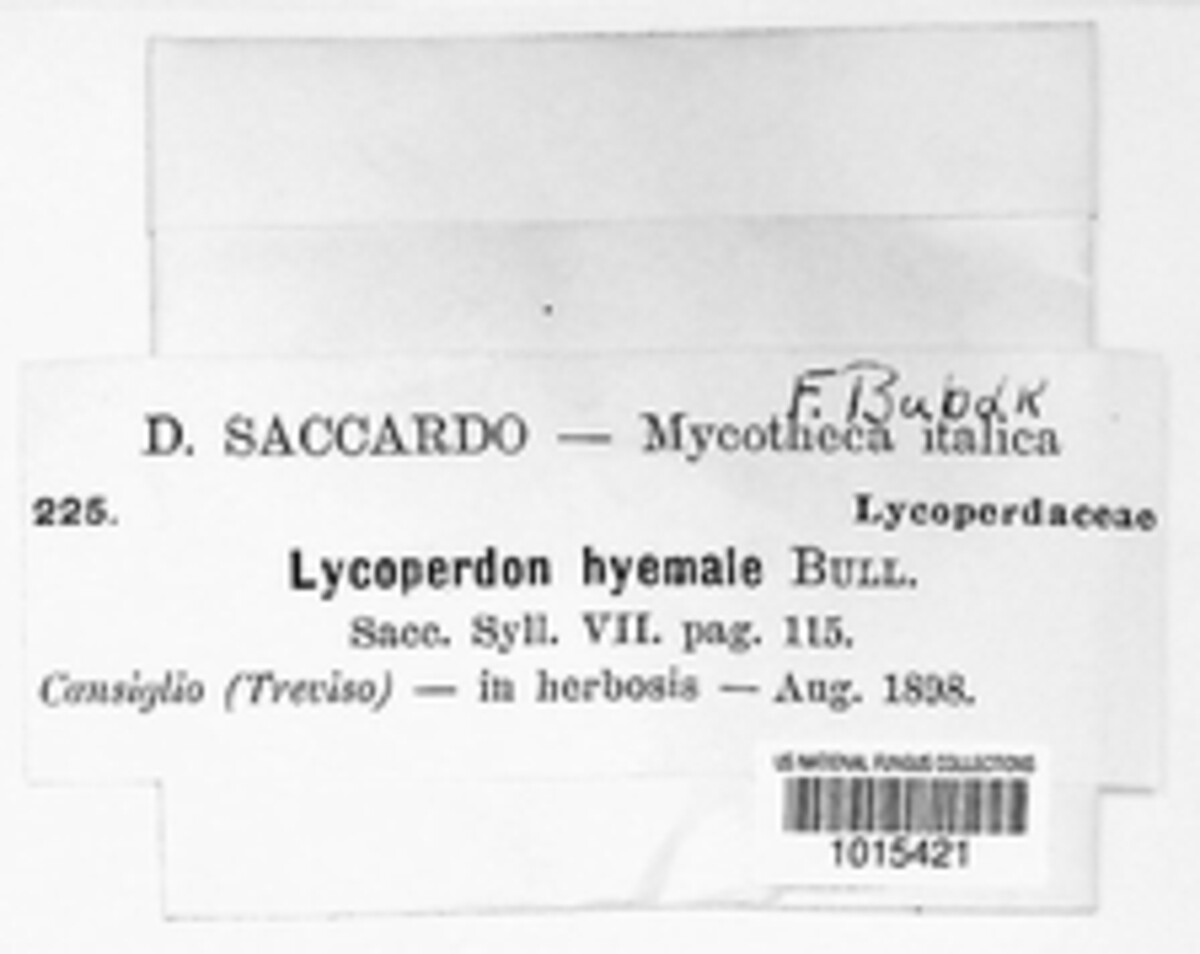 F. Bubák
D. SACCARDO — Mycotheca italica
225.
Lycoperdaceae
Lycoperdon hyemale BULL.
Sacc. Syll. VII. pag. 115.
Cansiglio (Treviso) — in herbosis — Aug. 1898.
US NATIONAL FUNGUS COLLECTIONS
1015421